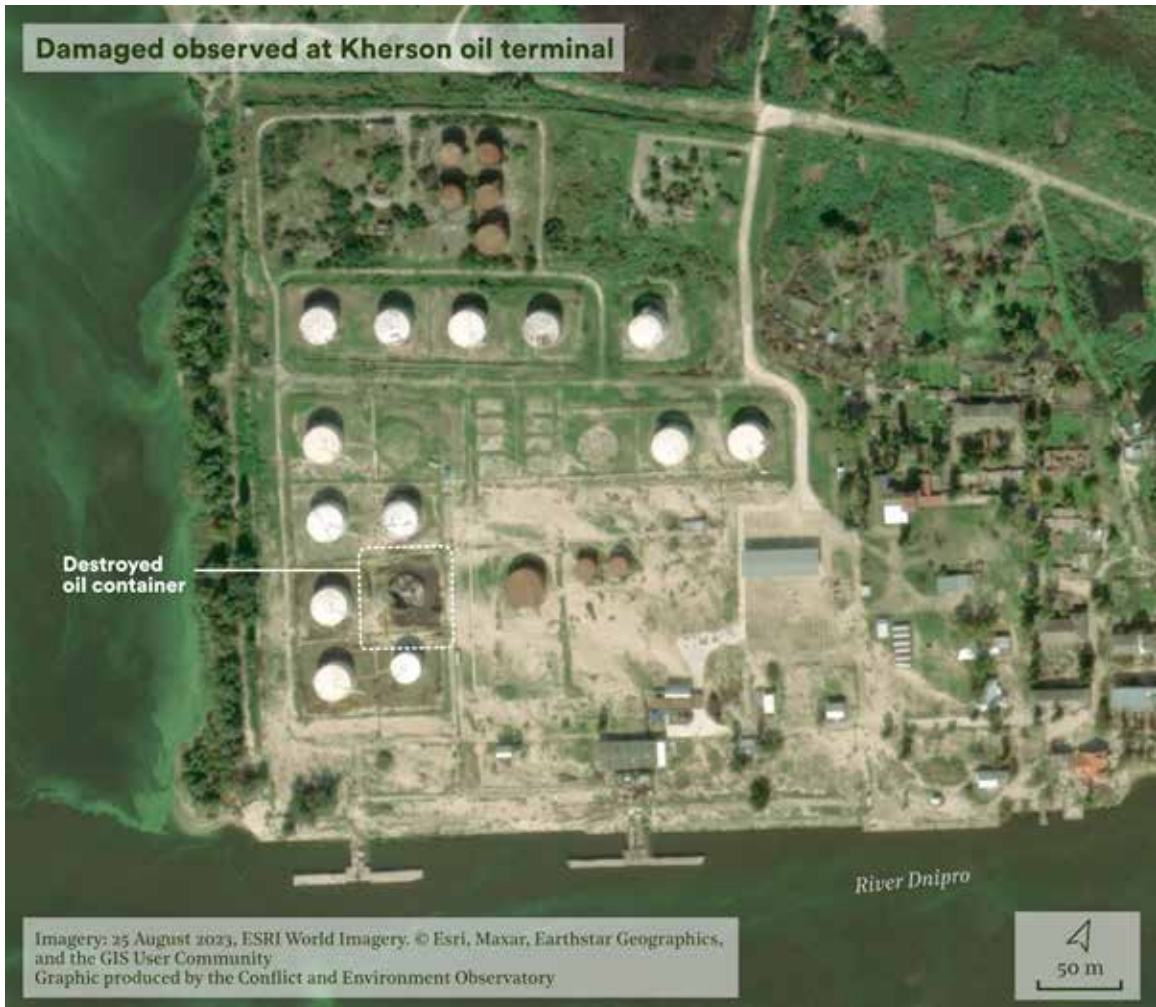 Damaged observed at Kherson oil terminal
Destroyed
oil container
River Dnipro
Imagery: 25 August 2023, ESRI World Imagery. © Esri, Maxar, Earthstar Geographics,
and the GIS User Community
Graphic produced by the Conflict and Environment Observatory
50 m